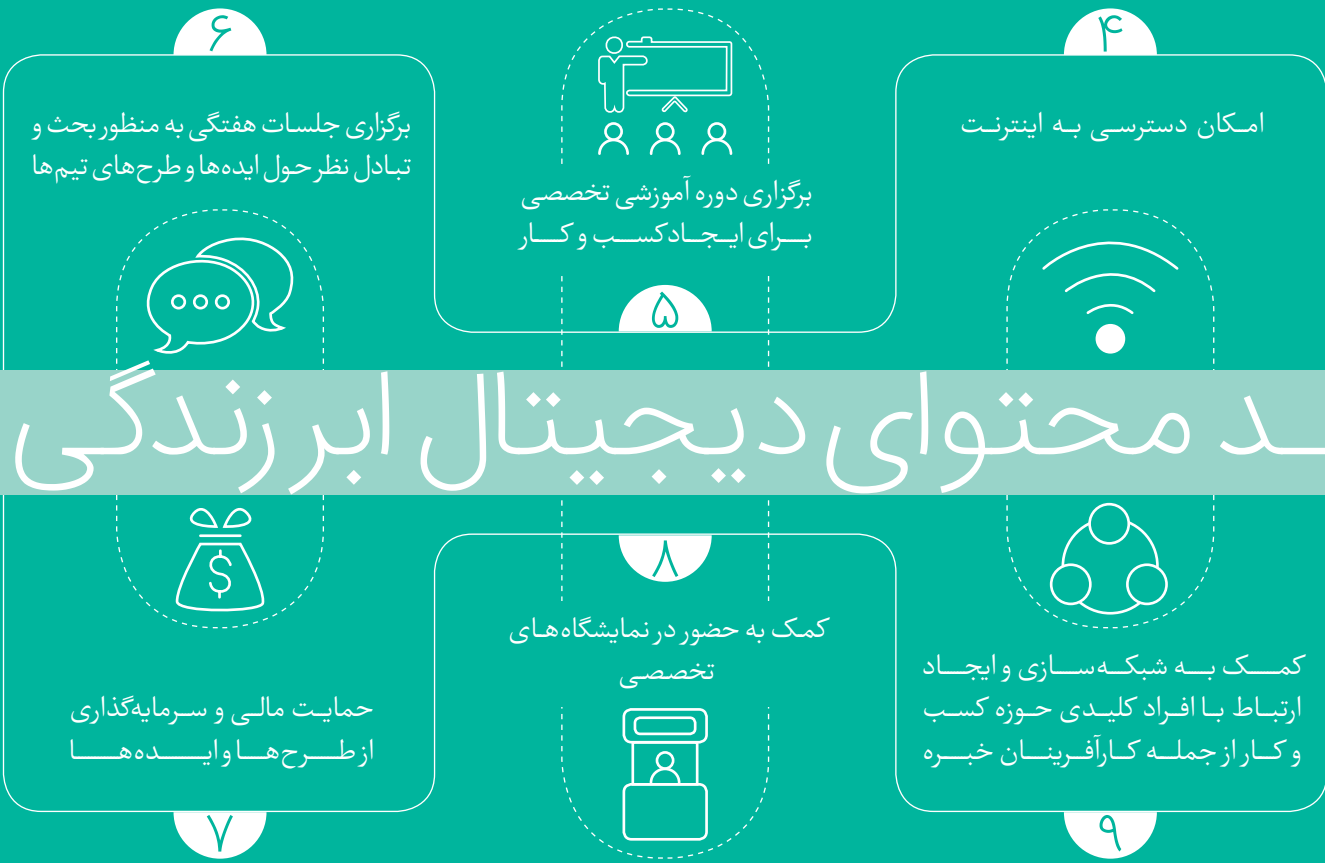 ۴
امکان دسترسی به اینترنت
برگزاری دوره آموزشی تخصصی
برای ایجادکسب و کار
۵
۶
برگزاری جلسات هفتگی به منظور بحث و
تبادل نظر حول ایده‌ها و طرح‌های تیم‌ها
ـد محتوای دیجیتال ابر زندگی
$
حمایت مالی و سرمایه‌گذاری
از طرح‌ها و ایده‌ها
۷
۸
کمک به حضور در نمایشگاه‌های
تخصصی
کمک به شبکه‌سازی و ایجاد
ارتباط با افراد کلیدی حوزه کسب
و کار از جمله کارآفرینان خبره
۹